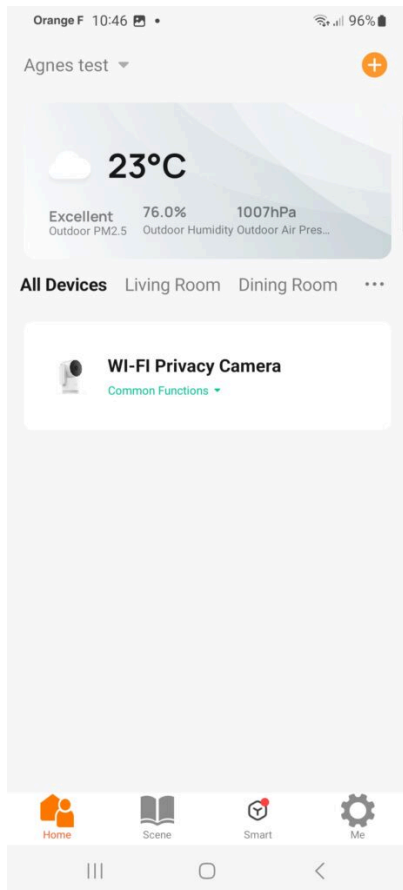 Orange F 10:46 96%
Agnes test
23°C
Excellent 76.0% 1007hPa
Outdoor PM2.5 Outdoor Humidity Outdoor Air Pres...
All Devices Living Room Dining Room
WI-FI Privacy Camera
Common Functions
Home Scene Smart Me